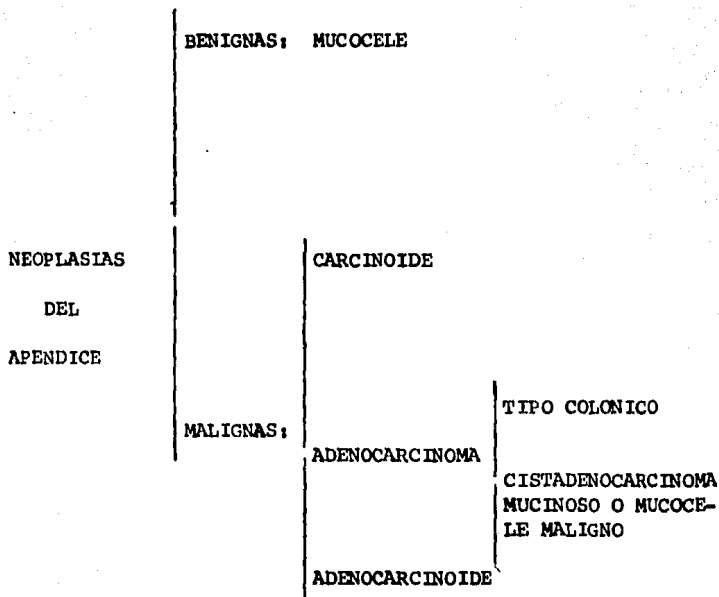 BENIGNAS: MUCOCELE
NEOPLASIAS
DEL
APENDICE
CARCINOIDE
MALIGNAS:
TIPO COLONICO
ADENOCARCINOMA
CISTADENOCARCINOMA
MUCINOSO O MUCOCE-
LE MALIGNO
ADENOCARCINOIDE